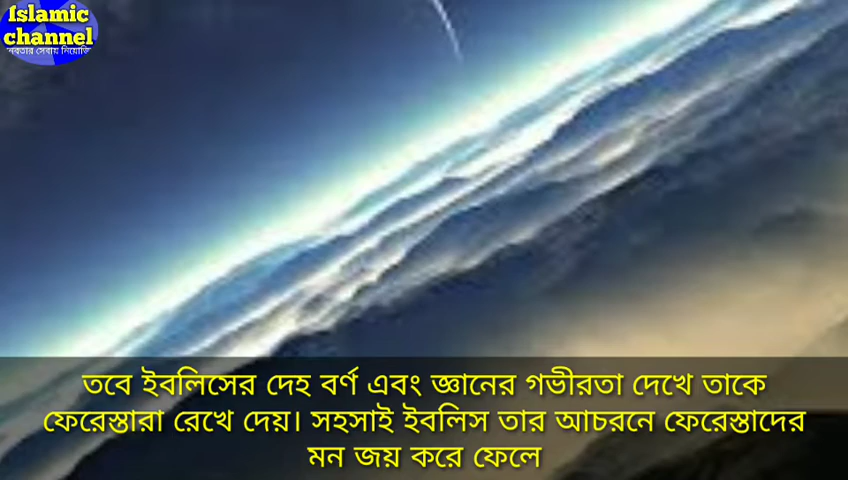 Islamic
channel
তবে ইবলিসের দেহ বর্ণ এবং জ্ঞানের গভীরতা দেখে তাকে
ফেরেস্তারা রেখে দেয়। সহসাই ইবলিস তার আচরনে ফেরেস্তাদের
মন জয় করে ফেলে